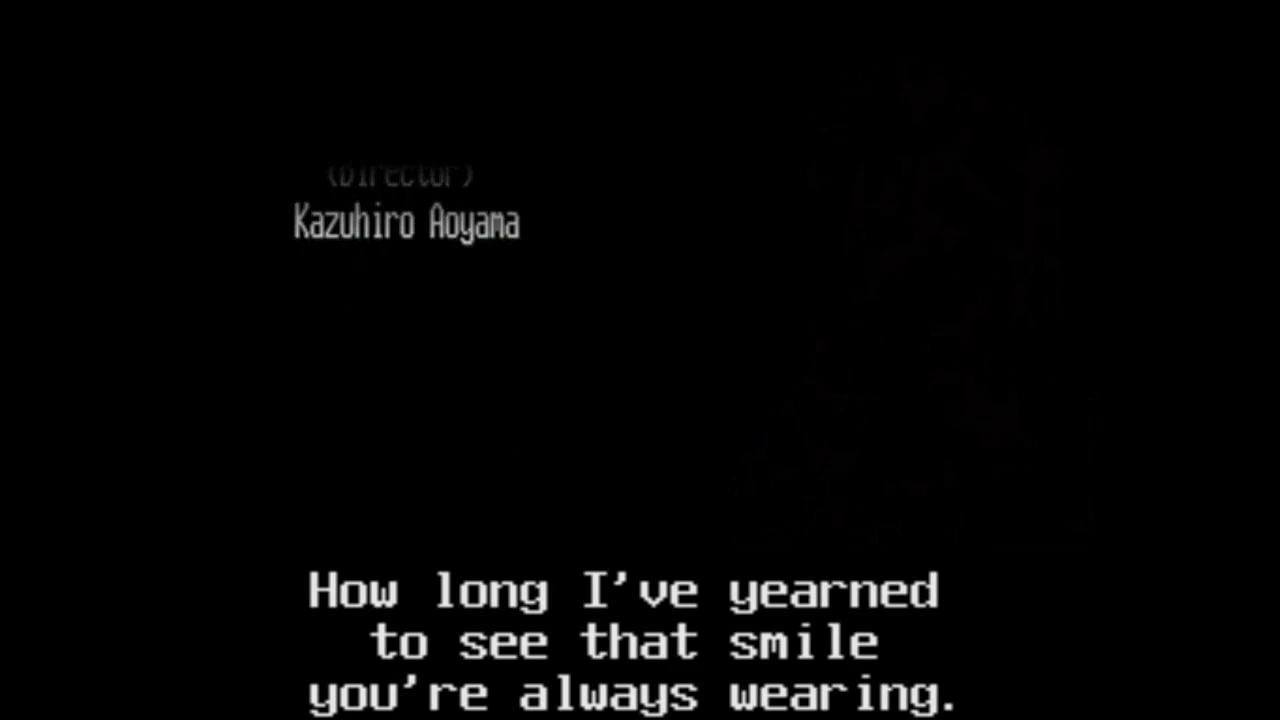 (Director)
Kazuhiro Aoyama
How long I've yearned
to see that smile
you're always wearing.